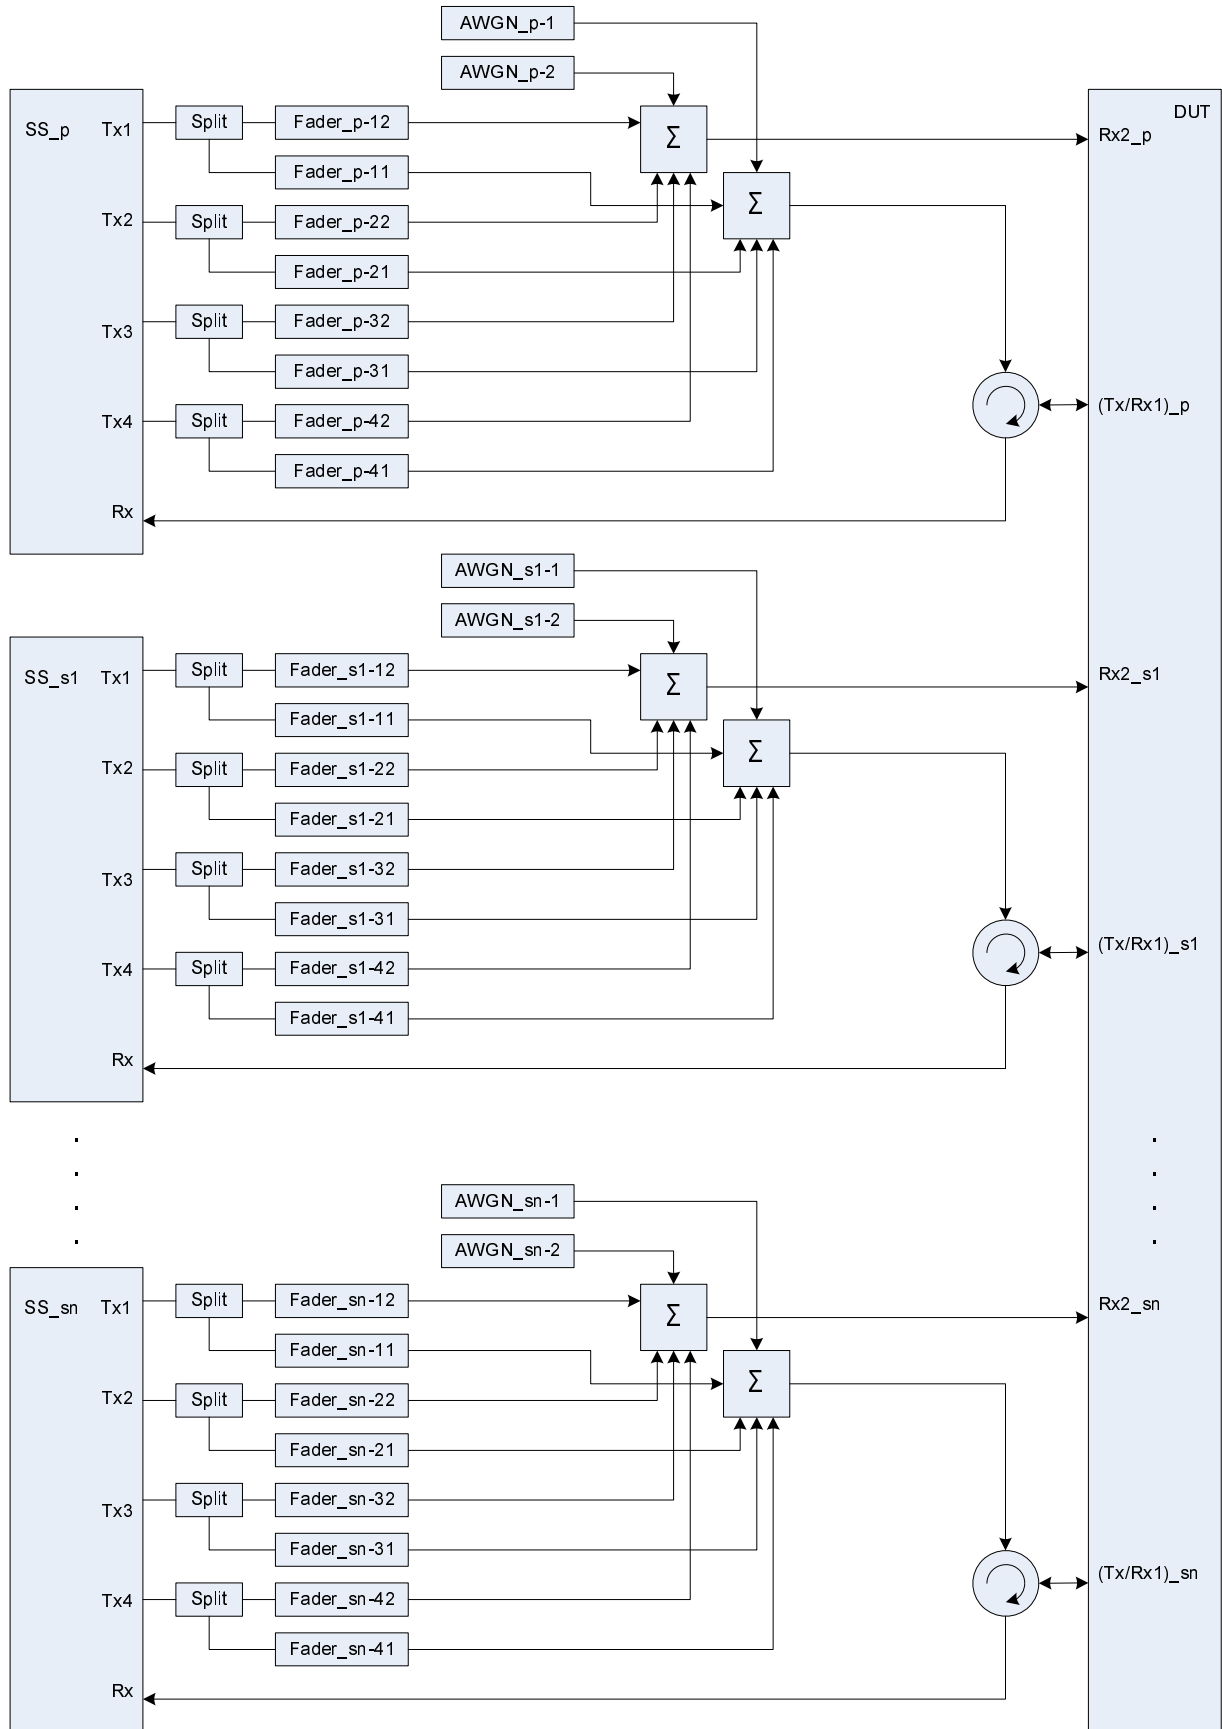 AWGN_p-1
AWGN_p-2
DUT
SS_p
Tx1
Split
Fader_p-12
Σ
Rx2_p
Fader_p-11
Σ
Tx2
Split
Fader_p-22
Fader_p-21
Tx3
Split
Fader_p-32
Fader_p-31
Tx4
Split
Fader_p-42
(Tx/Rx1)_p
Fader_p-41
Rx
AWGN_s1-1
AWGN_s1-2
SS_s1
Tx1
Split
Fader_s1-12
Σ
Rx2_s1
Fader_s1-11
Σ
Tx2
Split
Fader_s1-22
Fader_s1-21
Tx3
Split
Fader_s1-32
Fader_s1-31
Tx4
Split
Fader_s1-42
(Tx/Rx1)_s1
Fader_s1-41
Rx
AWGN_sn-1
AWGN_sn-2
SS_sn
Tx1
Split
Fader_sn-12
Σ
Rx2_sn
Fader_sn-11
Σ
Tx2
Split
Fader_sn-22
Fader_sn-21
Tx3
Split
Fader_sn-32
Fader_sn-31
Tx4
Split
Fader_sn-42
(Tx/Rx1)_sn
Fader_sn-41
Rx